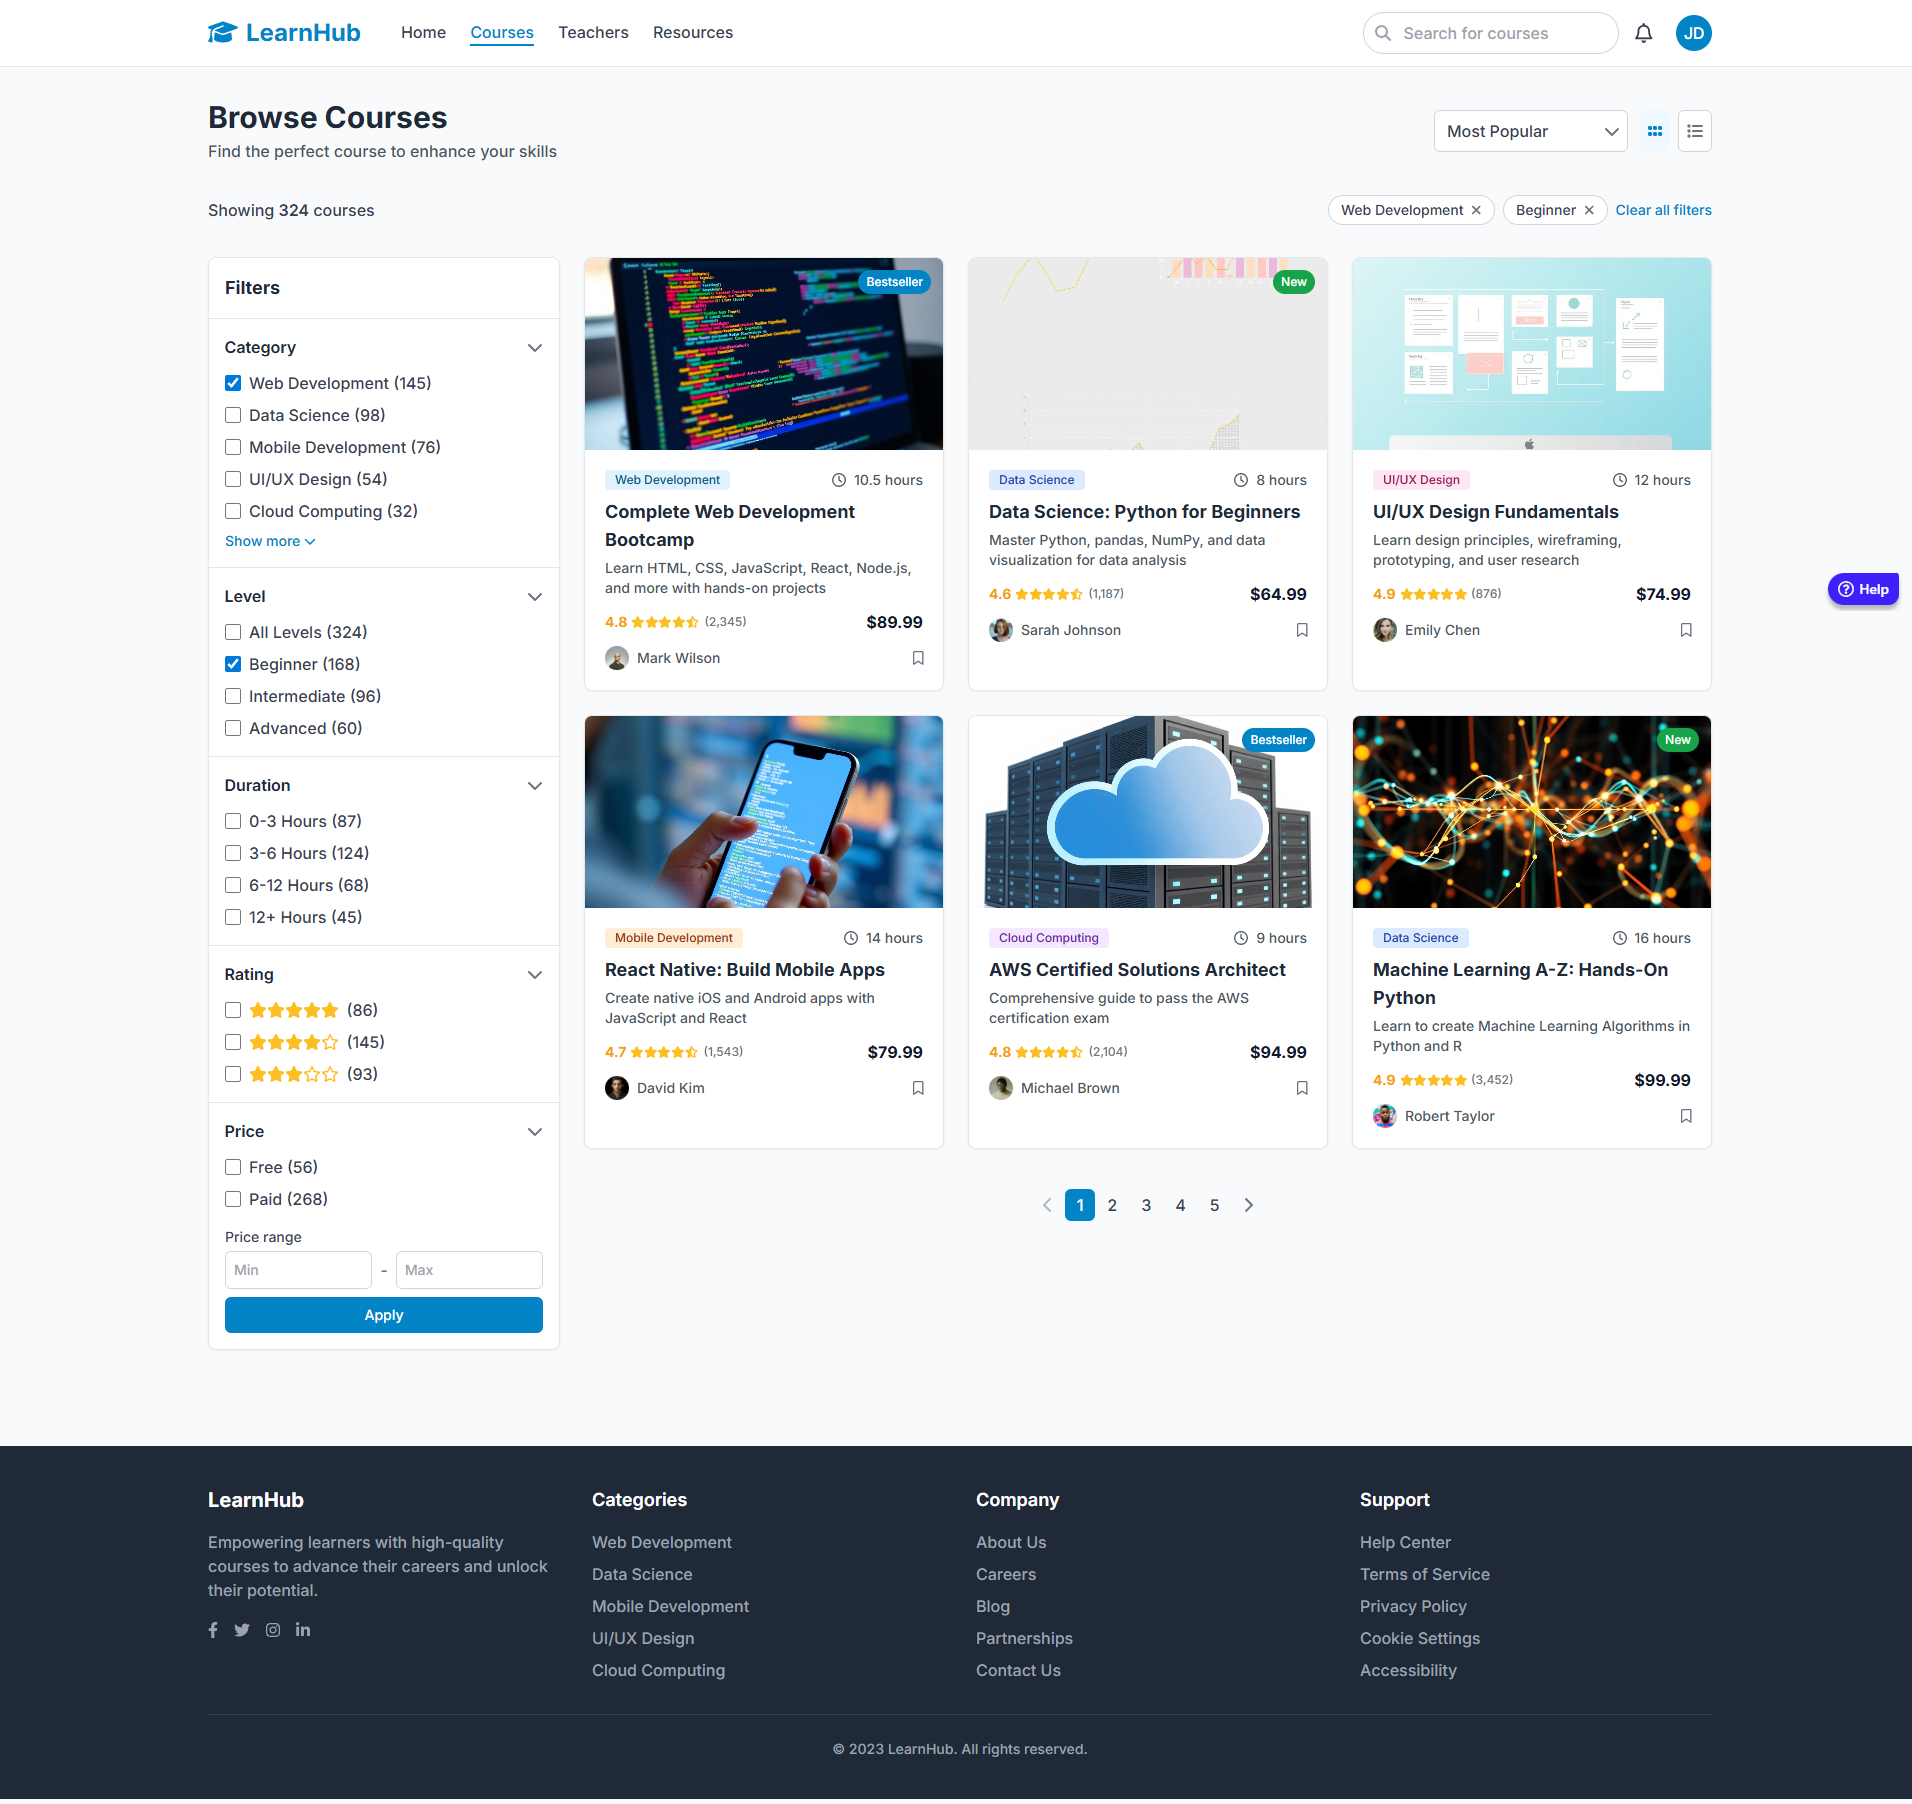 LearnHub
Home
Courses
Teachers
Resources
Search for courses
JD
Browse Courses
Find the perfect course to enhance your skills
Most Popular
Showing 324 courses
Web Development
Beginner
Clear all filters
Filters
Category
Web Development (145)
Data Science (98)
Mobile Development (76)
UI/UX Design (54)
Cloud Computing (32)
Show more
Level
All Levels (324)
Beginner (168)
Intermediate (96)
Advanced (60)
Duration
0-3 Hours (87)
3-6 Hours (124)
6-12 Hours (68)
12+ Hours (45)
Rating
(86)
(145)
(93)
Price
Free (56)
Paid (268)
Price range
Min
-
Max
Apply
Bestseller
Web Development
10.5 hours
Complete Web Development
Bootcamp
Learn HTML, CSS, JavaScript, React, Node.js,
and more with hands-on projects
4.8
(2,345)
$89.99
Mark Wilson
New
Data Science
8 hours
Data Science: Python for Beginners
Master Python, pandas, NumPy, and data
visualization for data analysis
4.6
(1,187)
$64.99
Sarah Johnson
UI/UX Design
12 hours
UI/UX Design Fundamentals
Learn design principles, wireframing,
prototyping, and user research
4.9
(876)
$74.99
Emily Chen
Mobile Development
14 hours
React Native: Build Mobile Apps
Create native iOS and Android apps with
JavaScript and React
4.7
(1,543)
$79.99
David Kim
Bestseller
Cloud Computing
9 hours
AWS Certified Solutions Architect
Comprehensive guide to pass the AWS
certification exam
4.8
(2,104)
$94.99
Michael Brown
New
Data Science
16 hours
Machine Learning A-Z: Hands-On
Python
Learn to create Machine Learning Algorithms in
Python and R
4.9
(3,452)
$99.99
Robert Taylor
1
2
3
4
5
Help
LearnHub
Empowering learners with high-quality
courses to advance their careers and unlock
their potential.
Categories
Web Development
Data Science
Mobile Development
UI/UX Design
Cloud Computing
Company
About Us
Careers
Blog
Partnerships
Contact Us
Support
Help Center
Terms of Service
Privacy Policy
Cookie Settings
Accessibility
© 2023 LearnHub. All rights reserved.